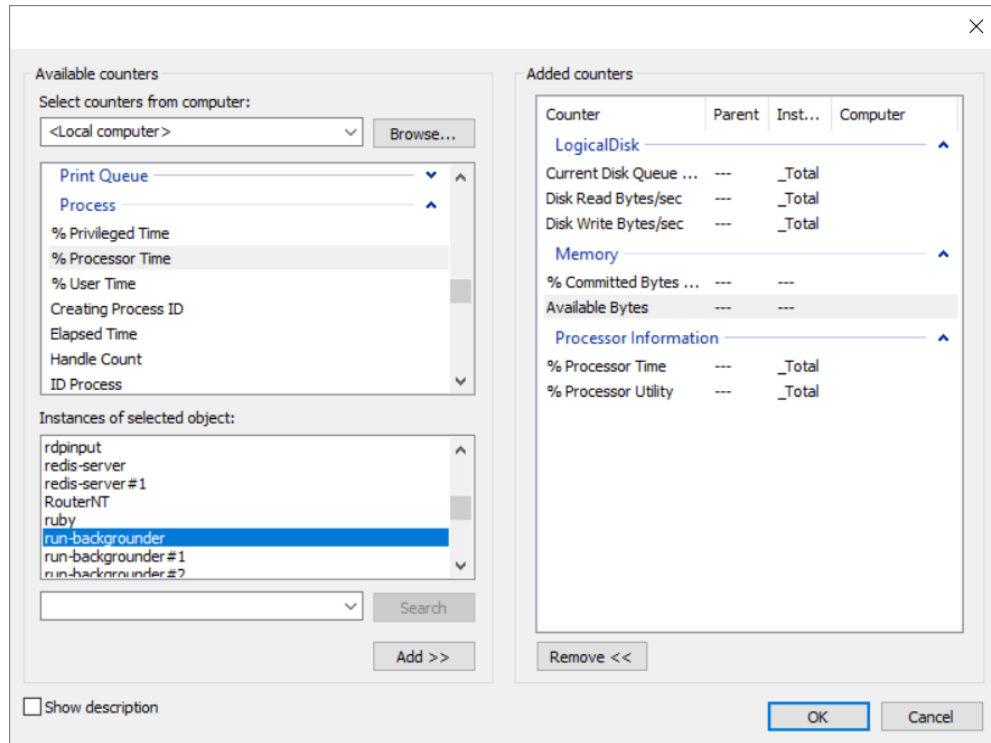 Available counters
Select counters from computer:
<Local computer>
Browse...
Print Queue
Process
% Privileged Time
% Processor Time
% User Time
Creating Process ID
Elapsed Time
Handle Count
ID Process
Instances of selected object:
rdpinput
redis-server
redis-server#1
RouterNT
ruby
run-backgrounder
run-backgrounder#1
run-backgrounder#2
Search
Add >>
Show description
Added counters
Counter Parent Inst... Computer
LogicalDisk
Current Disk Queue ... --- _Total
Disk Read Bytes/sec --- _Total
Disk Write Bytes/sec --- _Total
Memory
% Committed Bytes ... --- ---
Available Bytes --- ---
Processor Information
% Processor Time --- _Total
% Processor Utility --- _Total
Remove <<
OK Cancel